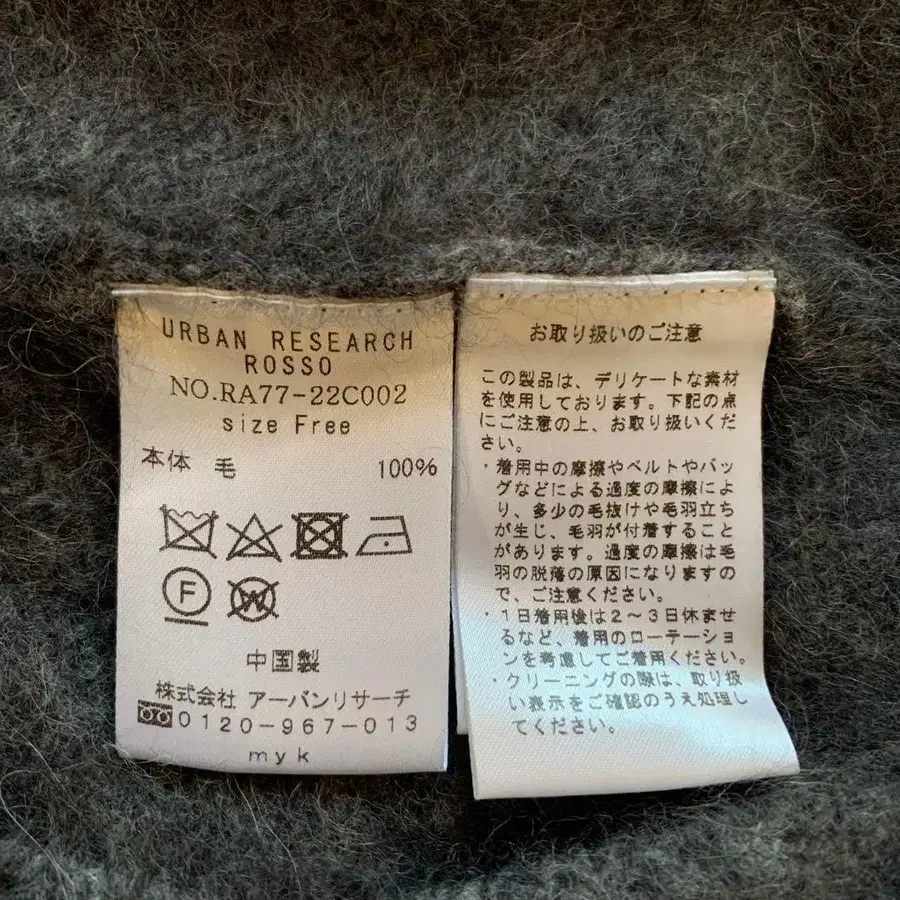 URBAN RESEARCH
ROSSO
NO.RA77-22C002
size Free
本体 毛 100%
F
W
中国製
株式会社 アーバンリサーチ
0120-967-013
myk
お取り扱いのご注意
この製品は、デリケートな素材
を使用しております。下記の点
にご注意の上、お取り扱いくだ
さい。
・着用中の摩擦やベルトやバッ
グなどによる過度の摩擦によ
り、多少の毛抜けや毛羽立ち
が生じ、毛羽が付着すること
があります。過度の摩擦は毛
羽の脱落の原因になりますの
で、ご注意ください。
・1日着用後は2～3日休ませ
るなど、着用のローテーショ
ンを考慮してご着用ください。
・クリーニングの際は、取り扱
い表示をご確認のうえ処理し
てください。